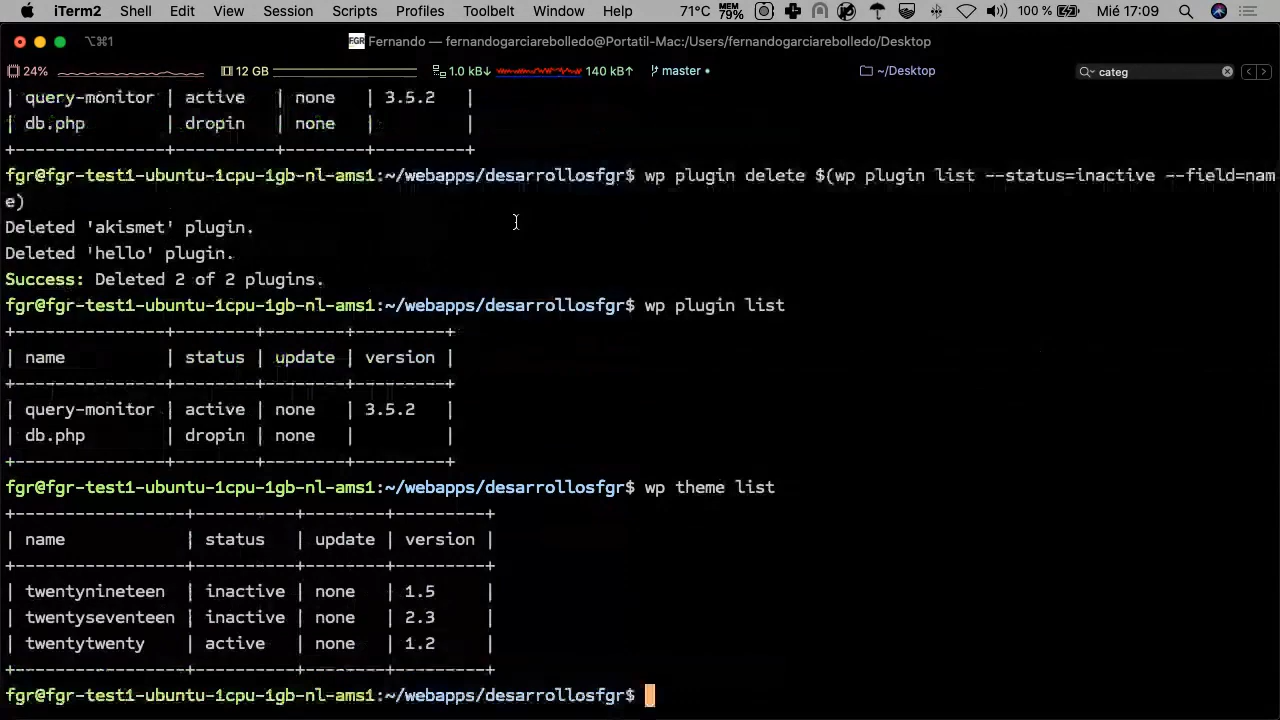 iTerm2 Shell Edit View Session Scripts Profiles Toolbelt Window Help 71°C MEM 79% 100 % Mié 17:09
⌥⌘1 FGR Fernando — fernandogarciarebolledo@Portatil-Mac:/Users/fernandogarciarebolledo/Desktop
24% 12 GB 1.0 kB↓ 140 kB↑ master • ~/Desktop categ
| query-monitor | active | none | 3.5.2 |
| db.php | dropin | none | |
+----------------+--------+--------+---------+
fgr@fgr-test1-ubuntu-1cpu-1gb-nl-ams1:~/webapps/desarrollosfgr$ wp plugin delete $(wp plugin list --status=inactive --field=nam
e)
Deleted 'akismet' plugin.
Deleted 'hello' plugin.
Success: Deleted 2 of 2 plugins.
fgr@fgr-test1-ubuntu-1cpu-1gb-nl-ams1:~/webapps/desarrollosfgr$ wp plugin list
+---------------+--------+--------+---------+
| name | status | update | version |
+---------------+--------+--------+---------+
| query-monitor | active | none | 3.5.2 |
| db.php | dropin | none | |
+---------------+--------+--------+---------+
fgr@fgr-test1-ubuntu-1cpu-1gb-nl-ams1:~/webapps/desarrollosfgr$ wp theme list
+-----------------+----------+--------+---------+
| name | status | update | version |
+-----------------+----------+--------+---------+
| twentynineteen | inactive | none | 1.5 |
| twentyseventeen | inactive | none | 2.3 |
| twentytwenty | active | none | 1.2 |
+-----------------+----------+--------+---------+
fgr@fgr-test1-ubuntu-1cpu-1gb-nl-ams1:~/webapps/desarrollosfgr$